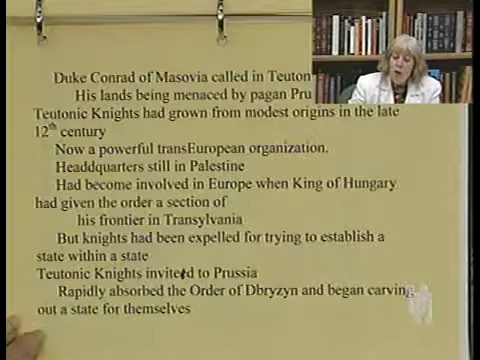 Duke Conrad of Masovia called in Teuton
His lands being menaced by pagan Pru
Teutonic Knights had grown from modest origins in the late
12th century
Now a powerful transEuropean organization.
Headdquarters still in Palestine
Had become involved in Europe when King of Hungary
had given the order a section of
his frontier in Transylvania
But knights had been expelled for trying to establish a
state within a state
Teutonic Knights invitedd to Prussia
Rapidly absorbed the Order of Dbryzyn and began carving
out a state for themselves